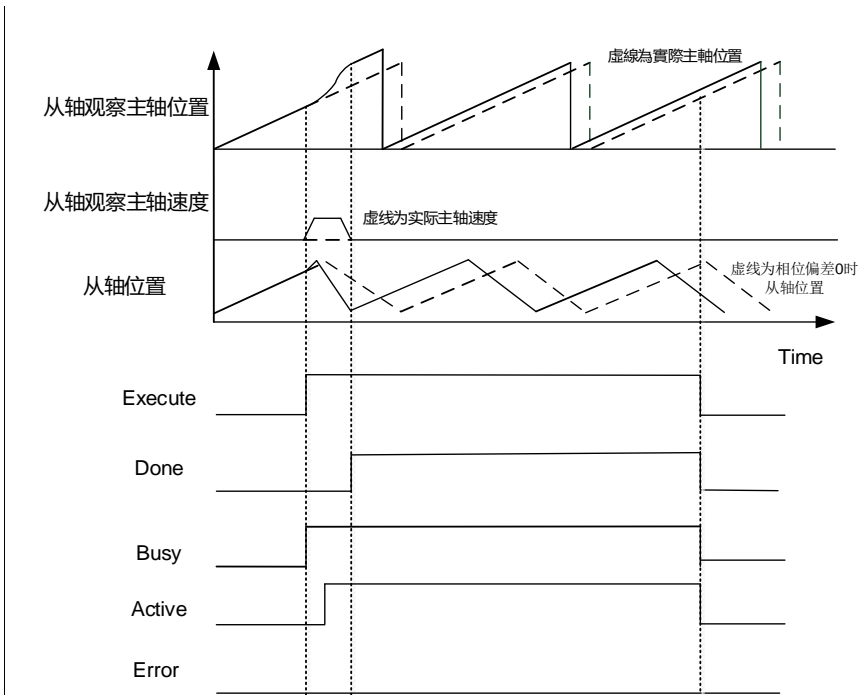 虛線為實際主軸位置
从轴观察主轴位置
从轴观察主轴速度
虚线为实际主轴速度
从轴位置
虚线为相位偏差0时
从轴位置
Time
Execute
Done
Busy
Active
Error